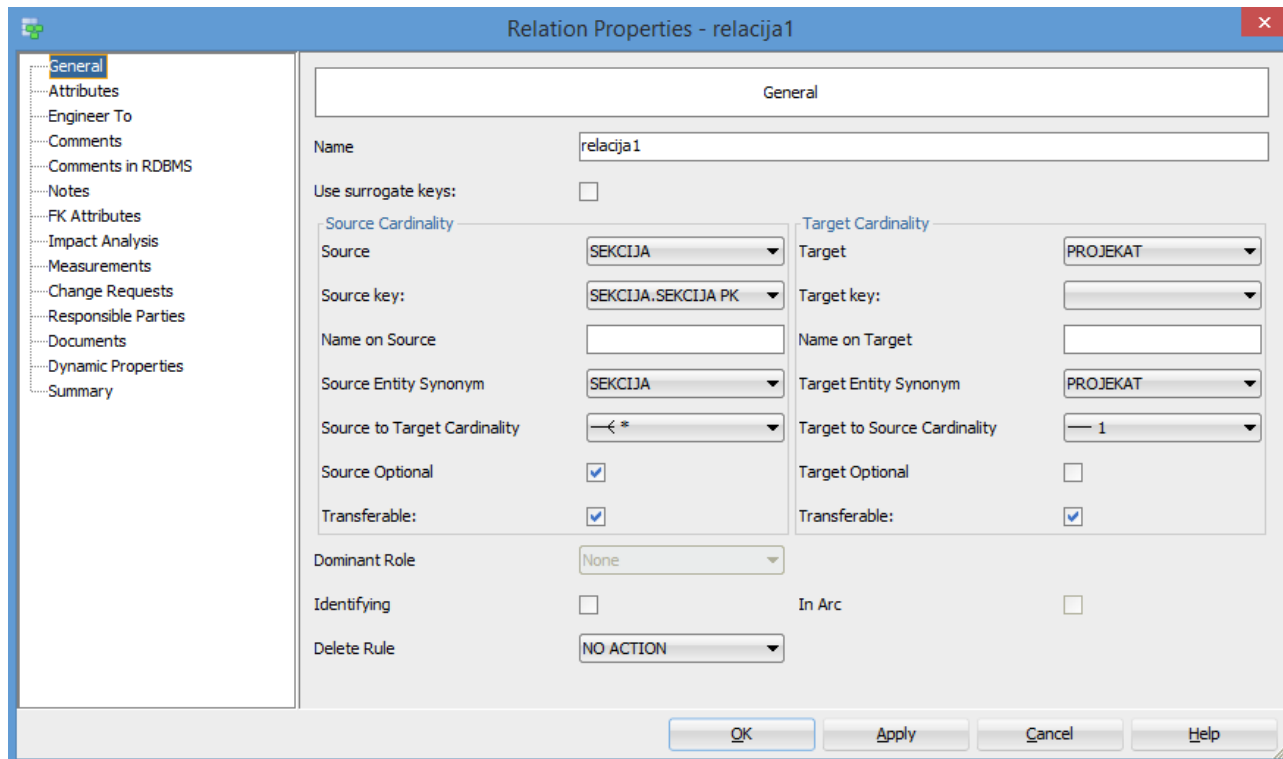 Relation Properties - relacija1
General
Attributes
Engineer To
Comments
Comments in RDBMS
Notes
FK Attributes
Impact Analysis
Measurements
Change Requests
Responsible Parties
Documents
Dynamic Properties
Summary
General
Name relacija1
Use surrogate keys:
Source Cardinality
Source SEKCIJA
Source key: SEKCIJA.SEKCIJA PK
Name on Source
Source Entity Synonym SEKCIJA
Source to Target Cardinality *
Source Optional
Transferable:
Target Cardinality
Target PROJEKAT
Target key:
Name on Target
Target Entity Synonym PROJEKAT
Target to Source Cardinality 1
Target Optional
Transferable:
Dominant Role None
Identifying In Arc
Delete Rule NO ACTION
OK Apply Cancel Help